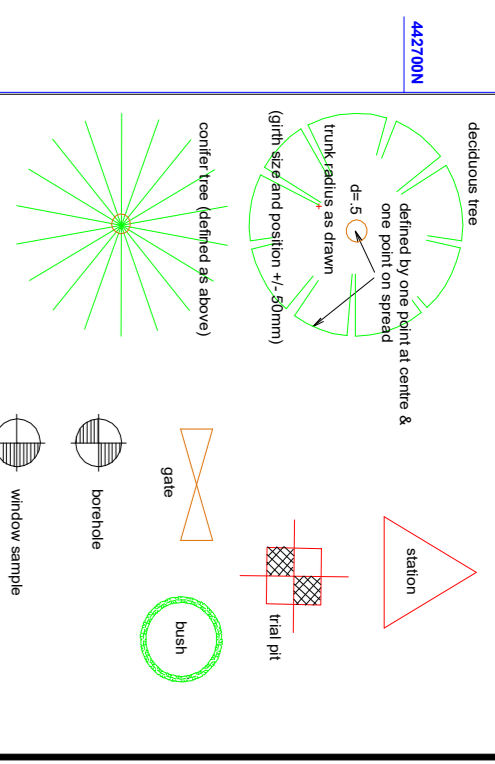 442700N
deciduous tree
defined by one point at centre &
one point on spread
d=.5
trunk radius as drawn
(girth size and position +/- 50mm)
conifer tree (defined as above)
station
trial pit
gate
bush
borehole
window sample